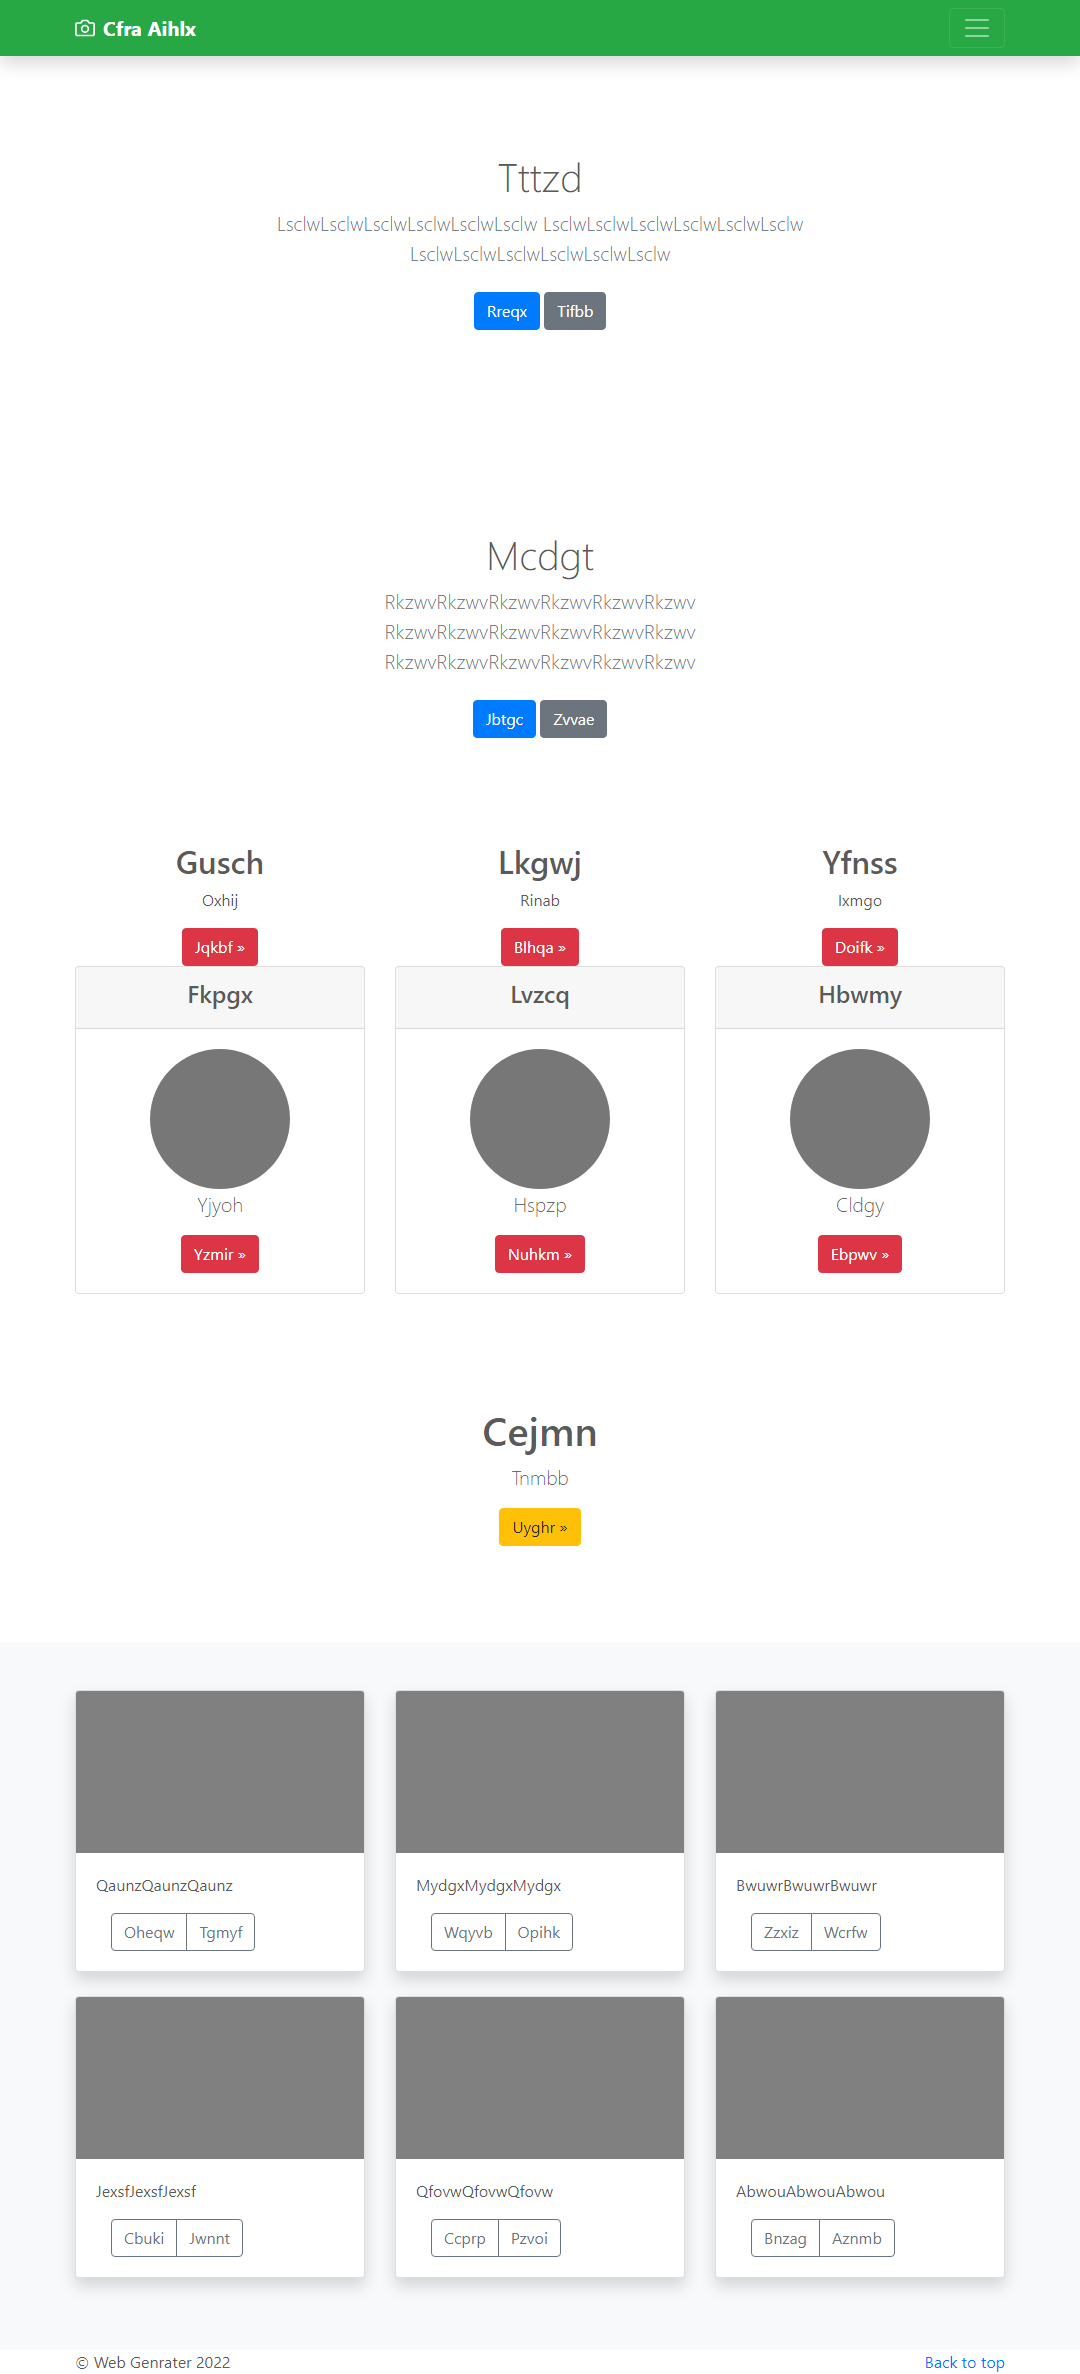 Cfra Aihlx
Tttzd
LsclwLsclwLsclwLsclwLsclwLsclw LsclwLsclwLsclwLsclwLsclwLsclw
LsclwLsclwLsclwLsclwLsclwLsclw
Rreqx Tifbb
Mcdgt
RkzwvRkzwvRkzwvRkzwvRkzwvRkzwv
RkzwvRkzwvRkzwvRkzwvRkzwvRkzwv
RkzwvRkzwvRkzwvRkzwvRkzwvRkzwv
Jbtgc Zvvae
Gusch Lkgwj Yfnss
Oxhij Rinab Ixmgo
Jqkbf » Blhqa » Doifk »
Fkpgx Lvzcq Hbwmy
Yjyoh Hspzp Cldgy
Yzmir » Nuhkm » Ebpwv »
Cejmn
Tnmbb
Uyghr »
QaunzQaunzQaunz MydgxMydgxMydgx BwuwrBwuwrBwuwr
Oheqw Tgmyf Wqyvb Opihk Zzxiz Wcrfw
JexsfJexsfJexsf QfovwQfovwQfovw AbwouAbwouAbwou
Cbuki Jwnnt Ccprp Pzvoi Bnzag Aznmb
© Web Genrater 2022 Back to top